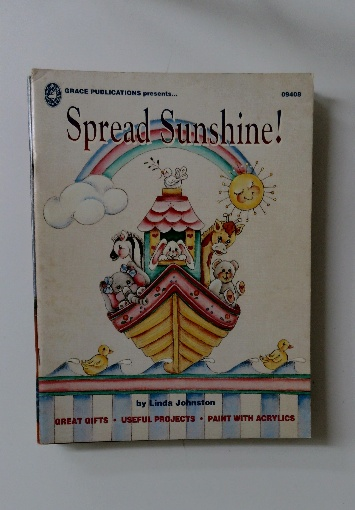 GRACE PUBLICATIONS presents...
09408
Spread Sunshine!
by Linda Johnston
GREAT GIFTS • USEFUL PROJECTS • PAINT WITH ACRYLICS